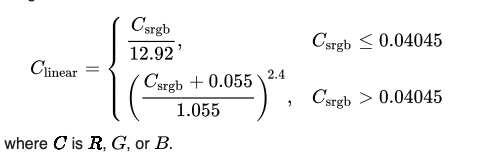 C_linear = { C_srgb / 12.92, C_srgb ≤ 0.04045
((C_srgb + 0.055) / 1.055)^2.4, C_srgb > 0.04045
where C is R, G, or B.